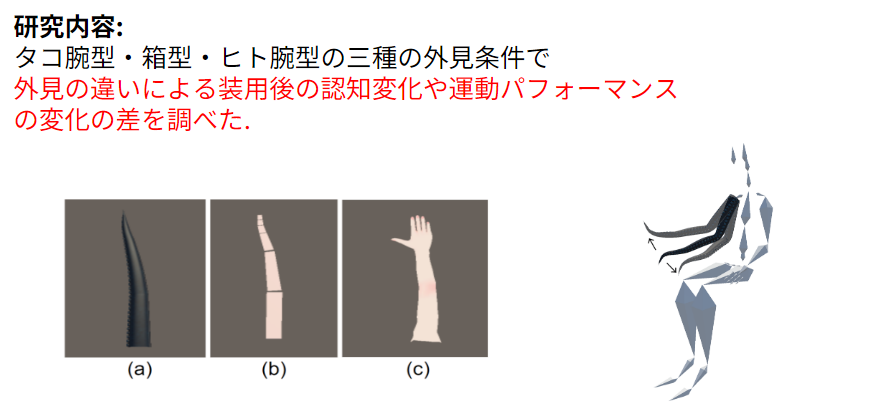 研究内容:
タコ腕型・箱型・ヒト腕型の三種の外見条件で
外見の違いによる装用後の認知変化や運動パフォーマンス
の変化の差を調べた.
(a) (b) (c)